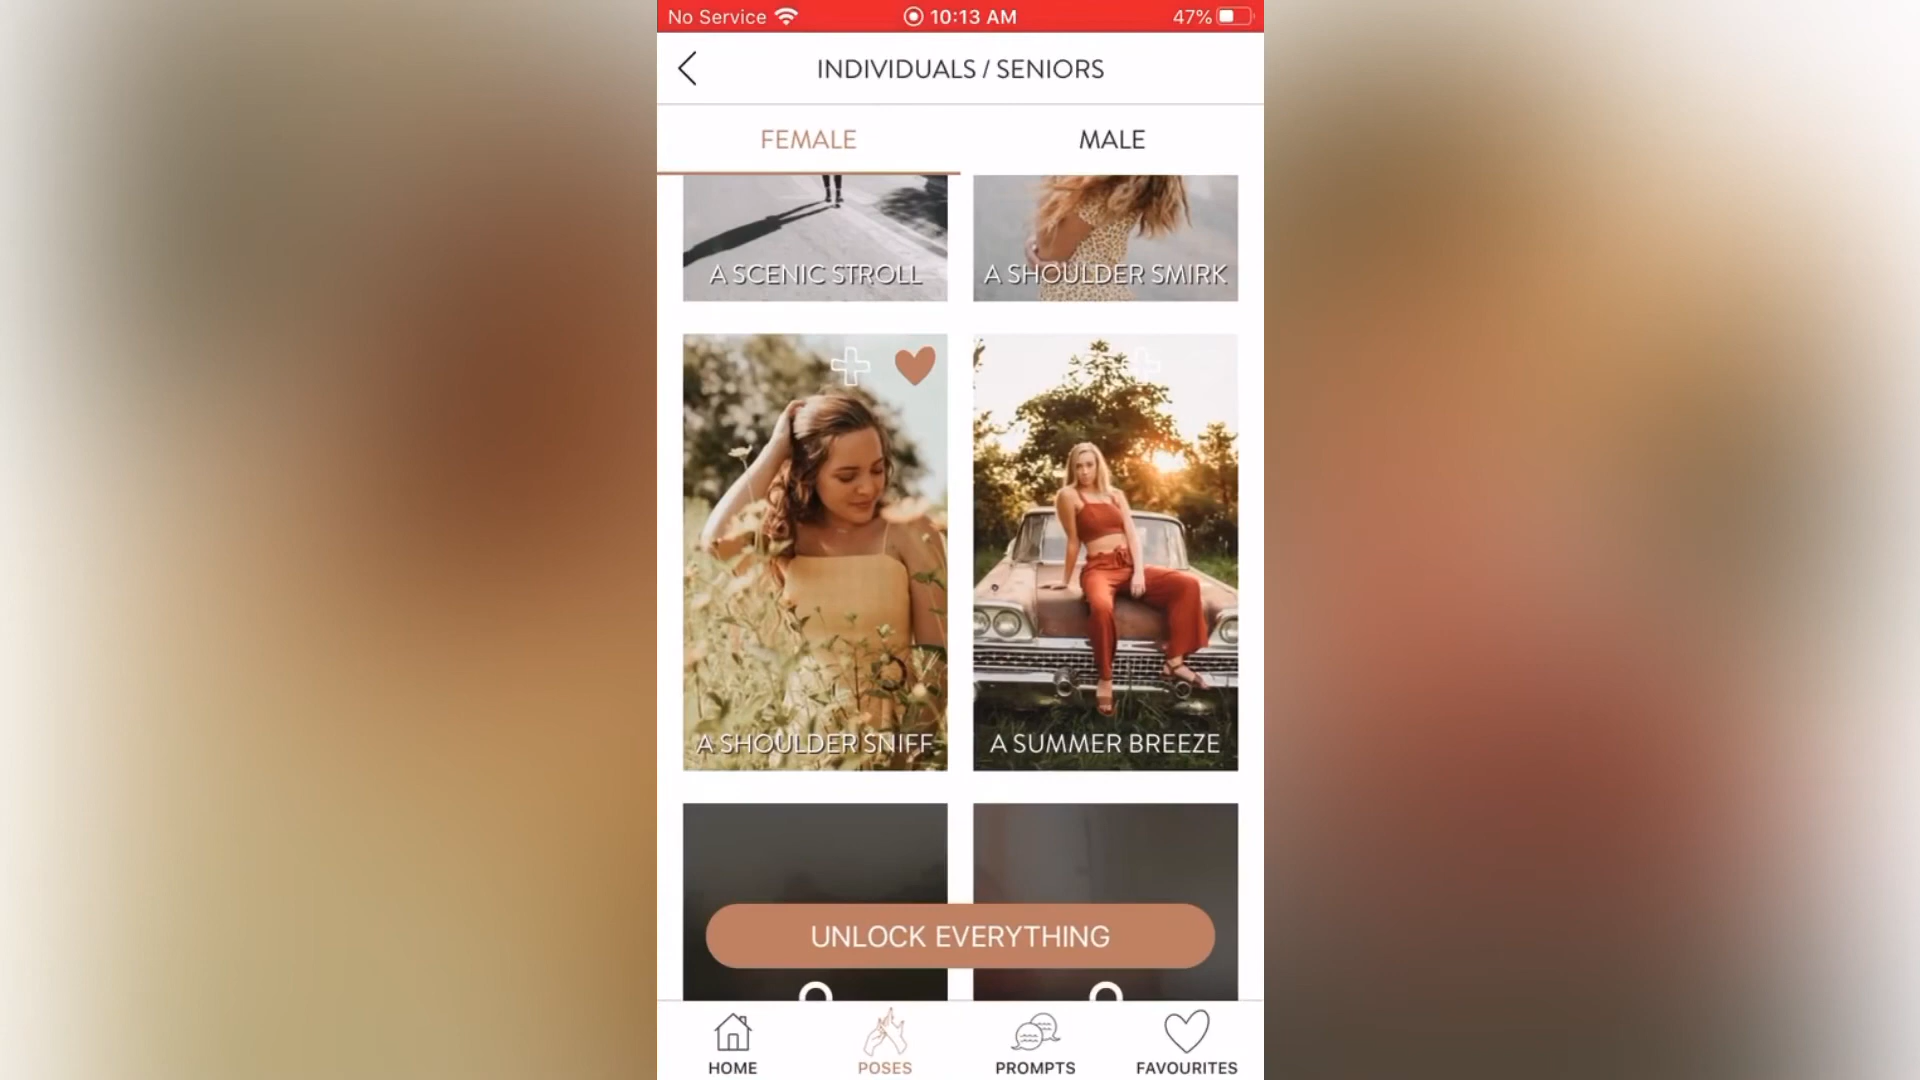 No Service 10:13 AM 47%
INDIVIDUALS / SENIORS
FEMALE MALE
A SCENIC STROLL A SHOULDER SMIRK
A SHOULDER SNIFF A SUMMER BREEZE
UNLOCK EVERYTHING
HOME POSES PROMPTS FAVOURITES